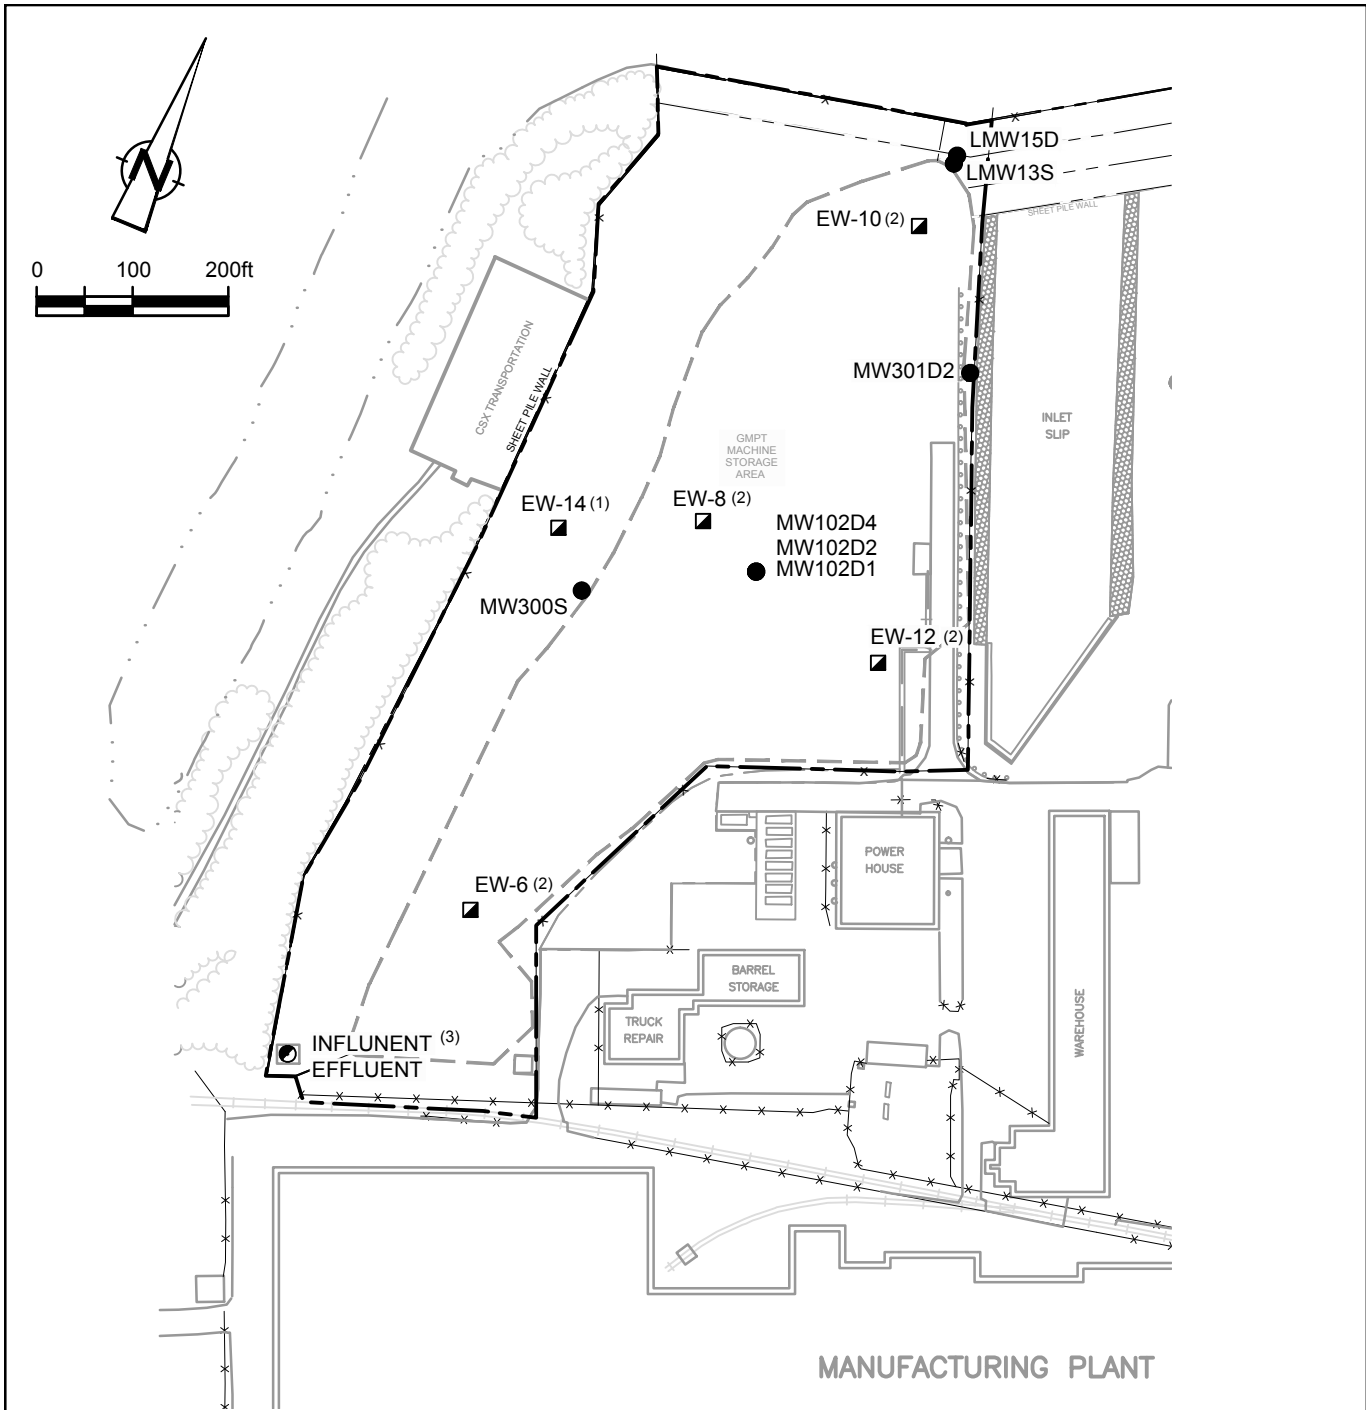 N
0 100 200ft
LMW15D
LMW13S
EW-10 (2)
SHEET PILE WALL
CSX TRANSPORTATION
SHEET PILE WALL
MW301D2
INLET
SLIP
GMPT
MACHINE
STORAGE
AREA
EW-14 (1)
EW-8 (2)
MW102D4
MW102D2
MW102D1
MW300S
EW-12 (2)
POWER
HOUSE
EW-6 (2)
BARREL
STORAGE
TRUCK
REPAIR
WAREHOUSE
INFLUNENT (3)
EFFLUENT
MANUFACTURING PLANT